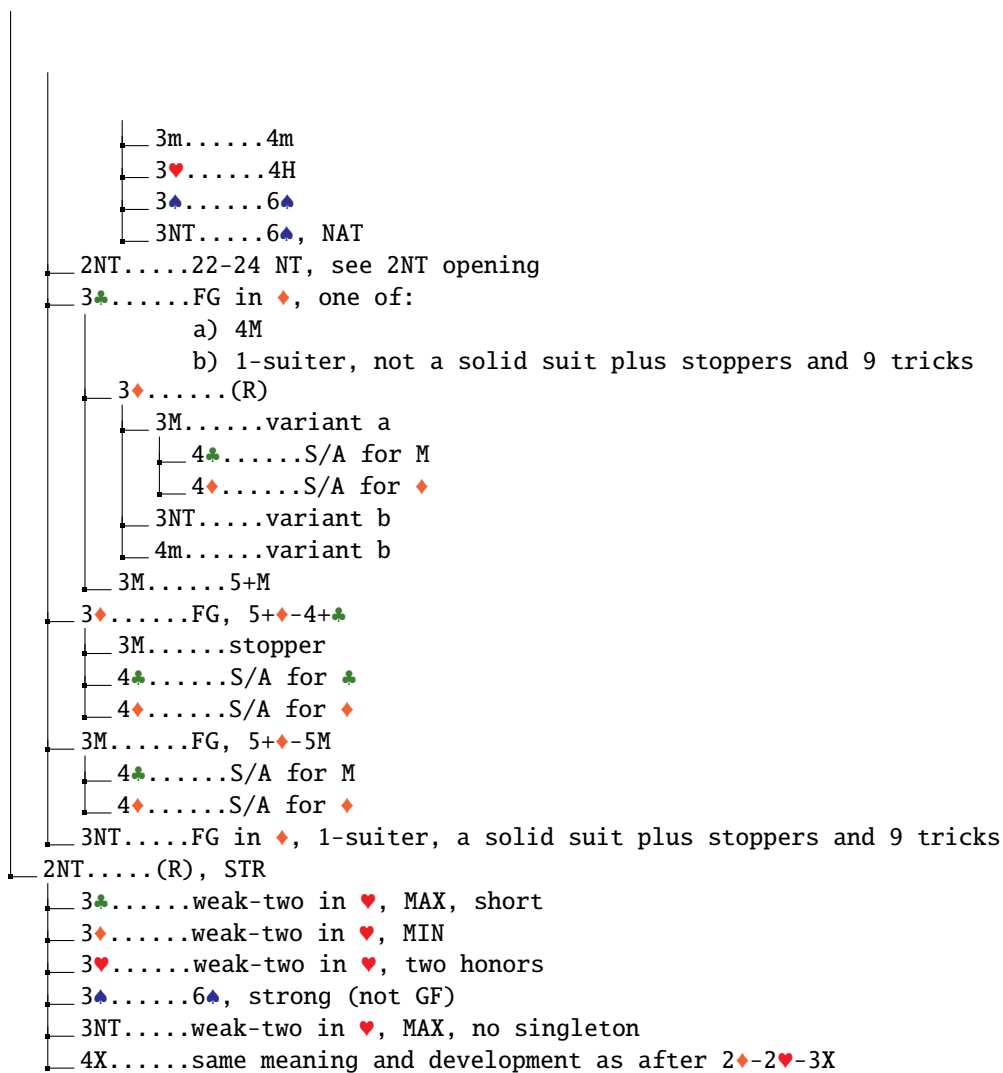 3m......4m
3♥......4H
3♠......6♠
3NT.....6♠, NAT
2NT.....22-24 NT, see 2NT opening
3♣......FG in ♦, one of:
a) 4M
b) 1-suiter, not a solid suit plus stoppers and 9 tricks
3♦......(R)
3M......variant a
4♣......S/A for M
4♦......S/A for ♦
3NT.....variant b
4m......variant b
3M......5+M
3♦......FG, 5+♦-4+♣
3M......stopper
4♣......S/A for ♣
4♦......S/A for ♦
3M......FG, 5+♦-5M
4♣......S/A for M
4♦......S/A for ♦
3NT.....FG in ♦, 1-suiter, a solid suit plus stoppers and 9 tricks
2NT.....(R), STR
3♣......weak-two in ♥, MAX, short
3♦......weak-two in ♥, MIN
3♥......weak-two in ♥, two honors
3♠......6♠, strong (not GF)
3NT.....weak-two in ♥, MAX, no singleton
4X......same meaning and development as after 2♦-2♥-3X